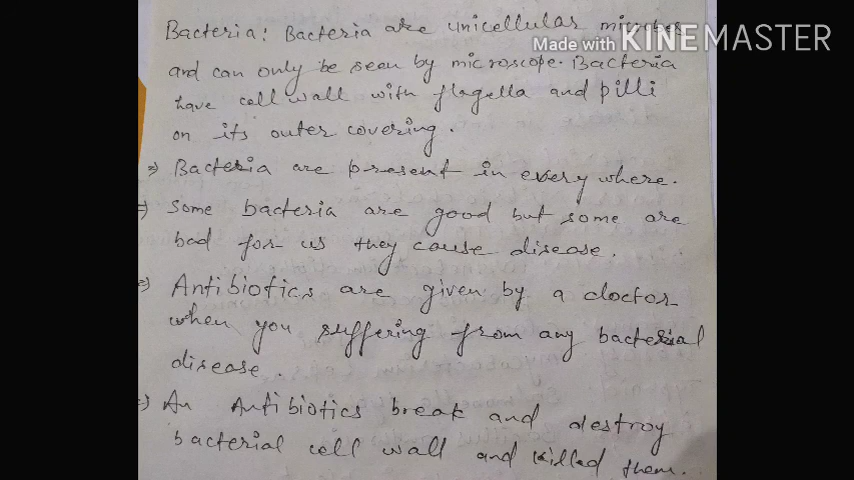 Bacteria: Bacteria are unicellular microbes
Made with KINEMASTER
and can only be seen by microscope. Bacteria
have cell wall with flagella and pilli
on its outer covering.
⇒ Bacteria are present in every where.
⇒ Some bacteria are good but some are
bad for us they cause disease.
⇒ Antibiotics are given by a doctor
when you suffering from any bacterial
disease.
⇒ An Antibiotics break and destroy
bacterial cell wall and killed them.